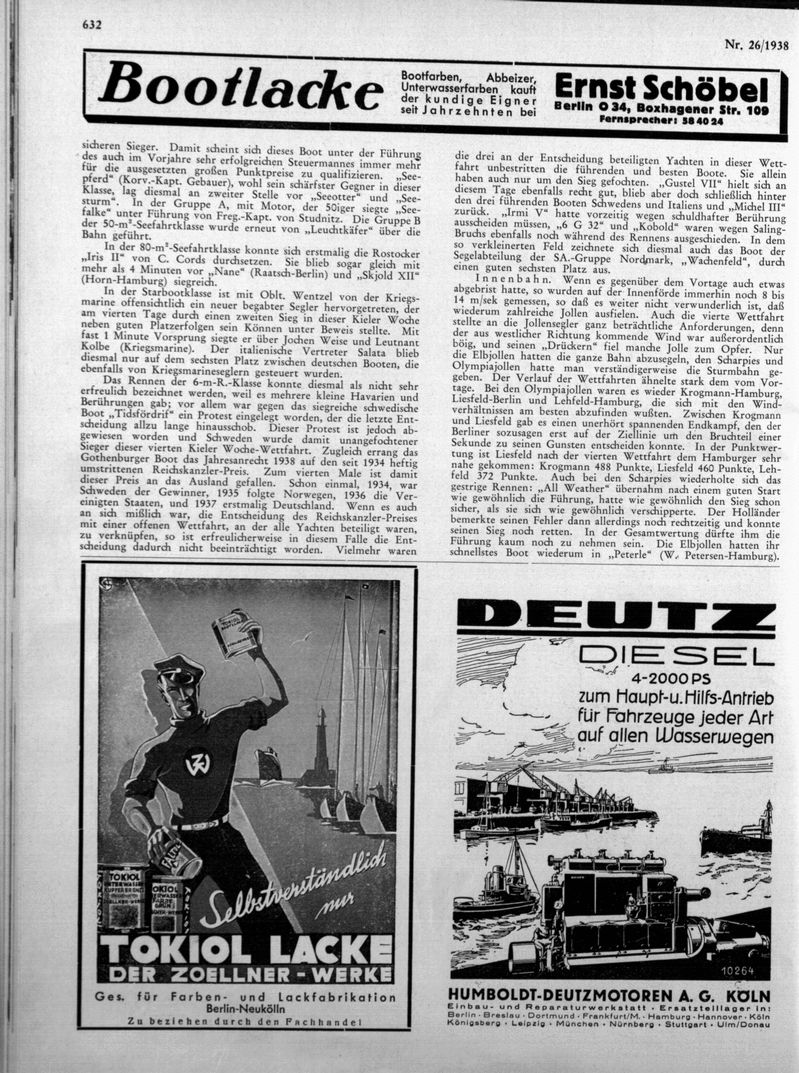 632
Nr. 26/1938
Bootlacke
Bootfarben, Abbeizer,
Unterwasserfarben kauft
der kundige Eigner
seit Jahrzehnten bei
Ernst Schöbel
Berlin O 34, Boxhagener Str. 109
Fernsprecher: 58 40 24
sicheren Sieger. Damit scheint sich dieses Boot unter der Führung
des auch im Vorjahre sehr erfolgreichen Steuermannes immer mehr
für die ausgesetzten großen Punktpreise zu qualifizieren. „See-
pferd“ (Korv.-Kapt. Gebauer), wohl sein schärfster Gegner in dieser
Klasse, lag diesmal an zweiter Stelle vor „Seeotter“ und „See-
sturm“. In der Gruppe A, mit Motor, der 50iger siegte „See-
falke“ unter Führung von Freg.-Kapt. von Studnitz. Die Gruppe B
der 50-m²-Seefahrtklasse wurde erneut von „Leuchtkäfer“ über die
Bahn geführt.
In der 80-m²-Seefahrtklasse konnte sich erstmalig die Rostocker
„Iris II“ von C. Cords durchsetzen. Sie blieb sogar gleich mit
mehr als 4 Minuten vor „Nane“ (Raatsch-Berlin) und „Skjold XII“
(Horn-Hamburg) siegreich.
In der Starbootklasse ist mit Oblt. Wentzel von der Kriegs-
marine offensichtlich ein neuer begabter Segler hervorgetreten, der
am vierten Tage durch einen zweiten Sieg in dieser Kieler Woche
neben guten Platzerfolgen sein Können unter Beweis stellte. Mit
fast 1 Minute Vorsprung siegte er über Jochen Weise und Leutnant
Kolbe (Kriegsmarine). Der italienische Vertreter Salata blieb
diesmal nur auf dem sechsten Platz zwischen deutschen Booten, die
ebenfalls von Kriegsmarineseglern gesteuert wurden.
Das Rennen der 6-m-R.-Klasse konnte diesmal als nicht sehr
erfreulich bezeichnet werden, weil es mehrere kleine Havarien und
Berührungen gab; vor allem war gegen das siegreiche schwedische
Boot „Tidsfördrif“ ein Protest eingelegt worden, der die letzte Ent-
scheidung allzu lange hinausschob. Dieser Protest ist jedoch ab-
gewiesen worden und Schweden wurde damit unangefochtener
Sieger dieser vierten Kieler Woche-Wettfahrt. Zugleich errang das
Gothenburger Boot das Jahresanrecht 1938 auf den seit 1934 heftig
umstrittenen Reichskanzler-Preis. Zum vierten Male ist damit
dieser Preis an das Ausland gefallen. Schon einmal, 1934, war
Schweden der Gewinner, 1935 folgte Norwegen, 1936 die Ver-
einigten Staaten, und 1937 erstmalig Deutschland. Wenn es auch
an sich mißlich war, die Entscheidung des Reichskanzler-Preises
mit einer offenen Wettfahrt, an der alle Yachten beteiligt waren,
zu verknüpfen, so ist erfreulicherweise in diesem Falle die Ent-
scheidung dadurch nicht beeinträchtigt worden. Vielmehr waren
die drei an der Entscheidung beteiligten Yachten in dieser Wett-
fahrt unbestritten die führenden und besten Boote. Sie allein
haben auch nur um den Sieg gefochten. „Gustel VII“ hielt sich an
diesem Tage ebenfalls recht gut, blieb aber doch schließlich hinter
den drei führenden Booten Schwedens und Italiens und „Michel III“
zurück. „Irmi V“ hatte vorzeitig wegen schuldhafter Berührung
ausscheiden müssen, „6 G 32“ und „Kobold“ waren wegen Saling-
Bruchs ebenfalls noch während des Rennens ausgeschieden. In dem
so verkleinerten Feld zeichnete sich diesmal auch das Boot der
Segelabteilung der SA.-Gruppe Nordmark, „Wachenfeld“, durch
einen guten sechsten Platz aus.
Innenbahn. Wenn es gegenüber dem Vortage auch etwas
abgebrist hatte, so wurden auf der Innenförde immerhin noch 8 bis
14 m/sek gemessen, so daß es weiter nicht verwunderlich ist, daß
wiederum zahlreiche Jollen ausfielen. Auch die vierte Wettfahrt
stellte an die Jollensegler ganz beträchtliche Anforderungen, denn
der aus westlicher Richtung kommende Wind war außerordentlich
böig, und seinen „Drückern“ fiel manche Jolle zum Opfer. Nur
die Elbjollen hatten die ganze Bahn abzusegeln, den Scharpies und
Olympiajollen hatte man verständigerweise die Sturmbahn ge-
geben. Der Verlauf der Wettfahrten ähnelte stark dem vom Vor-
tage. Bei den Olympiajollen waren es wieder Krogmann-Hamburg,
Liesfeld-Berlin und Lehfeld-Hamburg, die sich mit den Wind-
verhältnissen am besten abzufinden wußten. Zwischen Krogmann
und Liesfeld gab es einen unerhört spannenden Endkampf, den der
Berliner sozusagen erst auf der Ziellinie um den Bruchteil einer
Sekunde zu seinen Gunsten entscheiden konnte. In der Punktwer-
tung ist Liesfeld nach der vierten Wettfahrt dem Hamburger sehr
nahe gekommen: Krogmann 488 Punkte, Liesfeld 460 Punkte, Leh-
feld 372 Punkte. Auch bei den Scharpies wiederholte sich das
gestrige Rennen: „All Weather“ übernahm nach einem guten Start
wie gewöhnlich die Führung, hatte wie gewöhnlich den Sieg schon
sicher, als sie sich wie gewöhnlich verschipperte. Der Holländer
bemerkte seinen Fehler dann allerdings noch rechtzeitig und konnte
seinen Sieg noch retten. In der Gesamtwertung dürfte ihm die
Führung kaum noch zu nehmen sein. Die Elbjollen hatten ihr
schnellstes Boot wiederum in „Peterle“ (W. Petersen-Hamburg).
TOKIOL
ZW
TOKIOL
UNTERWASSER
KUPFERBRONZE
TOKIOL
Selbstverständlich
nur
TOKIOL LACKE
DER ZOELLNER-WERKE
Ges. für Farben- und Lackfabrikation
Berlin-Neukölln
Zu beziehen durch den Fachhandel
DEUTZ
DIESEL
4-2000 PS
zum Haupt-u. Hilfs-Antrieb
für Fahrzeuge jeder Art
auf allen Wasserwegen
10264
HUMBOLDT-DEUTZMOTOREN A. G. KÖLN
Einbau- und Reparaturwerkstatt · Ersatzteillager in:
Berlin · Breslau · Dortmund · Frankfurt/M. · Hamburg · Hannover · Köln
Königsberg · Leipzig · München · Nürnberg · Stuttgart · Ulm/Donau